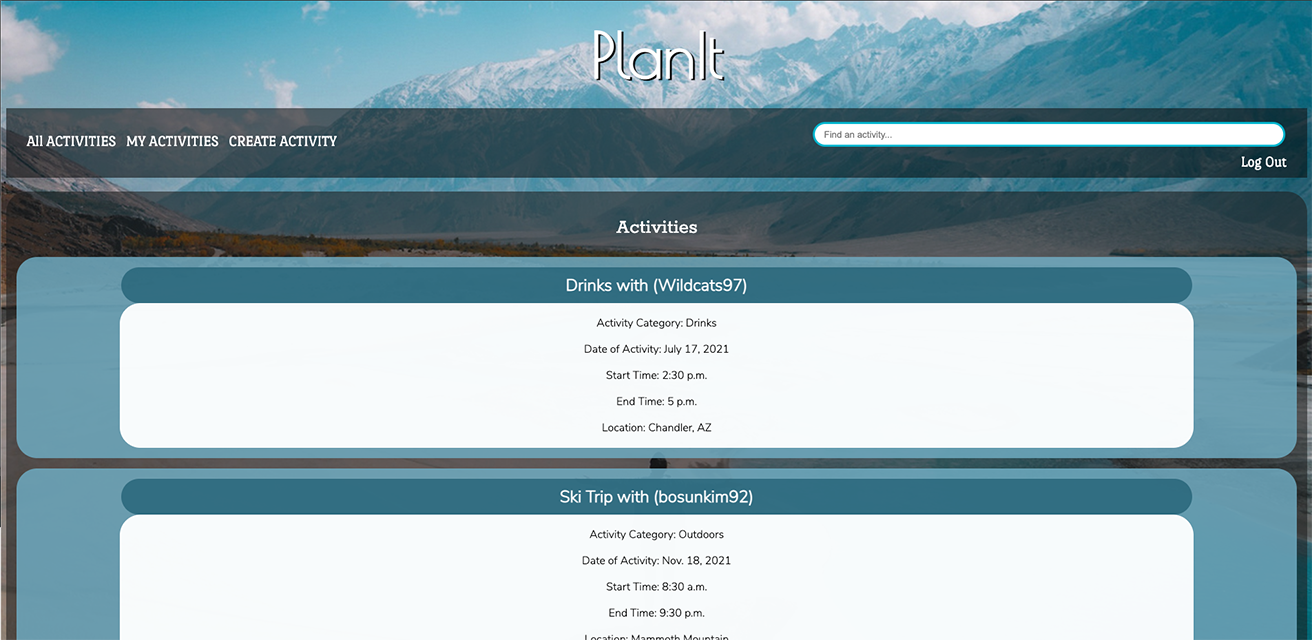 PlanIt
All ACTIVITIES MY ACTIVITIES CREATE ACTIVITY
Find an activity...
Log Out
Activities
Drinks with (Wildcats97)
Activity Category: Drinks
Date of Activity: July 17, 2021
Start Time: 2:30 p.m.
End Time: 5 p.m.
Location: Chandler, AZ
Ski Trip with (bosunkim92)
Activity Category: Outdoors
Date of Activity: Nov. 18, 2021
Start Time: 8:30 a.m.
End Time: 9:30 p.m.
Location: Mammoth Mountain